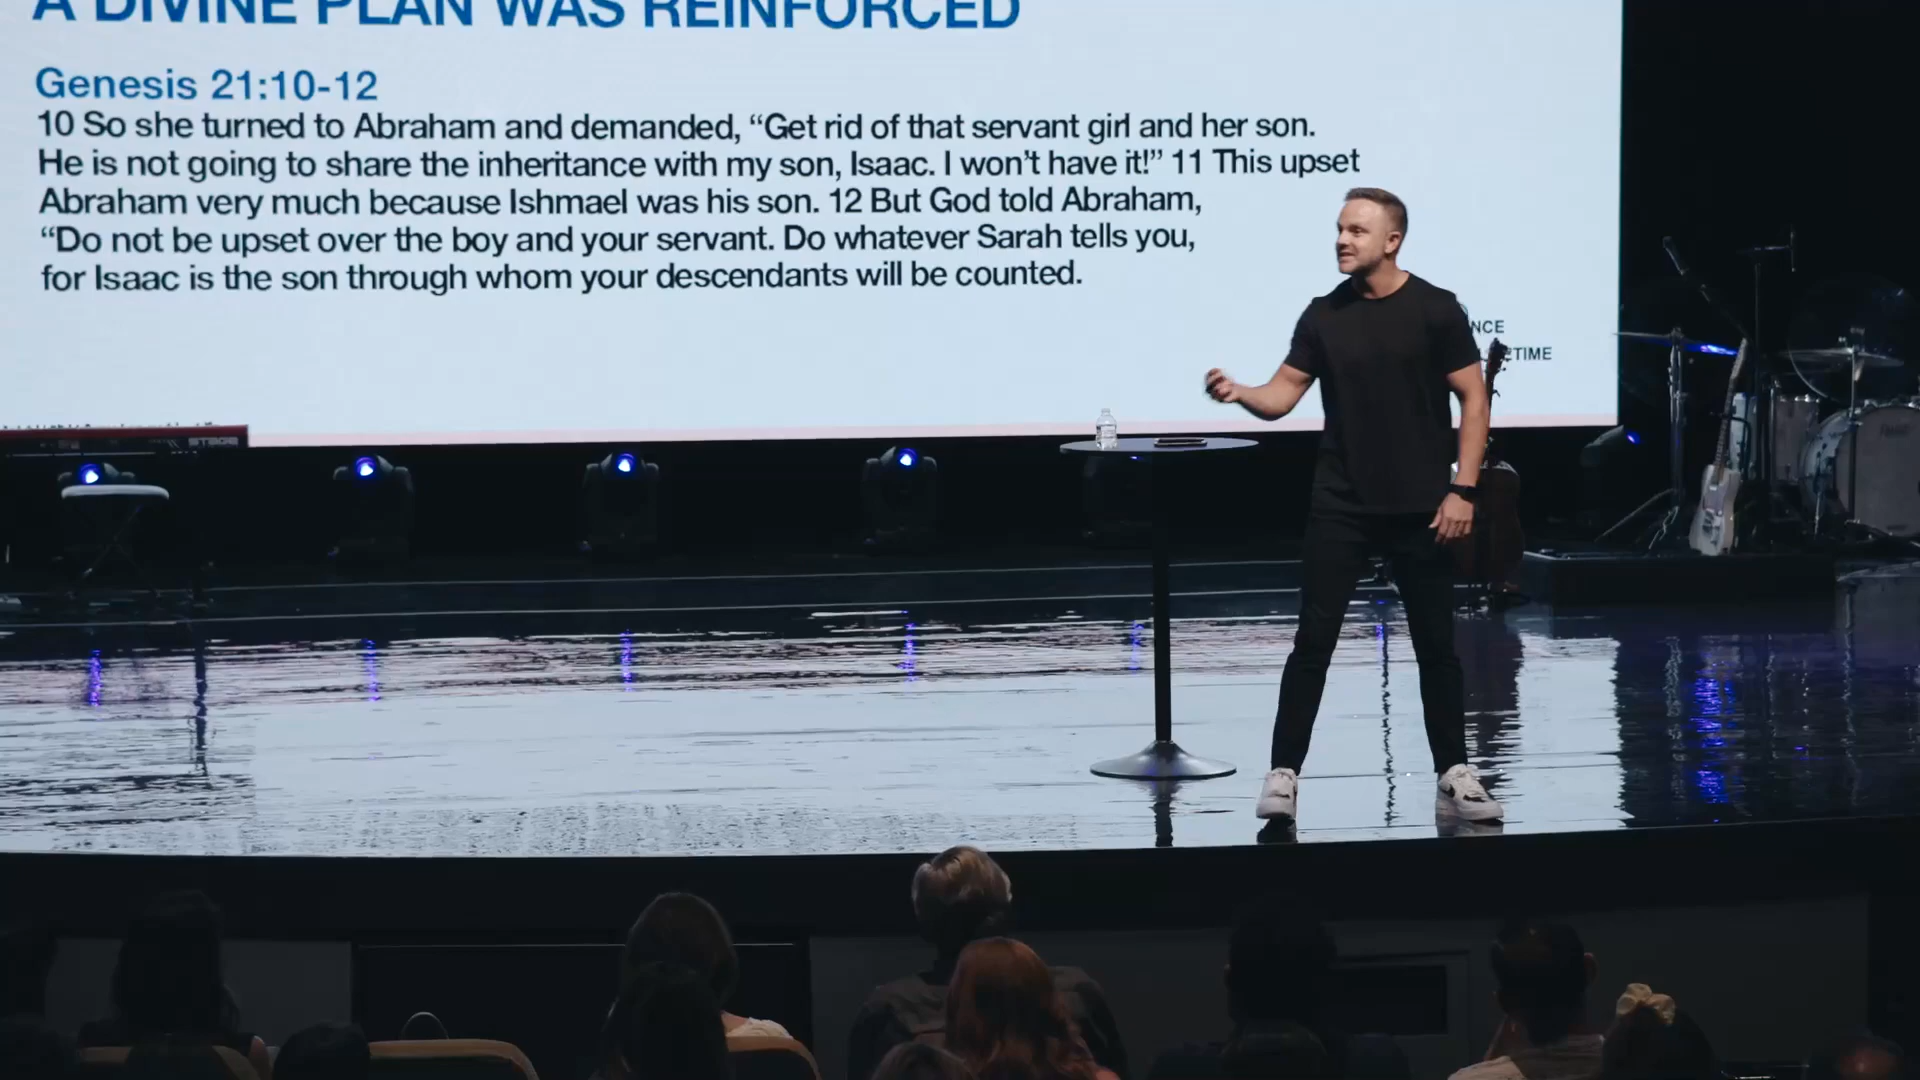 A DIVINE PLAN WAS REINFORCED
Genesis 21:10-12
10 So she turned to Abraham and demanded, “Get rid of that servant girl and her son.
He is not going to share the inheritance with my son, Isaac. I won’t have it!” 11 This upset
Abraham very much because Ishmael was his son. 12 But God told Abraham,
“Do not be upset over the boy and your servant. Do whatever Sarah tells you,
for Isaac is the son through whom your descendants will be counted.
NCE
TIME
STAGE